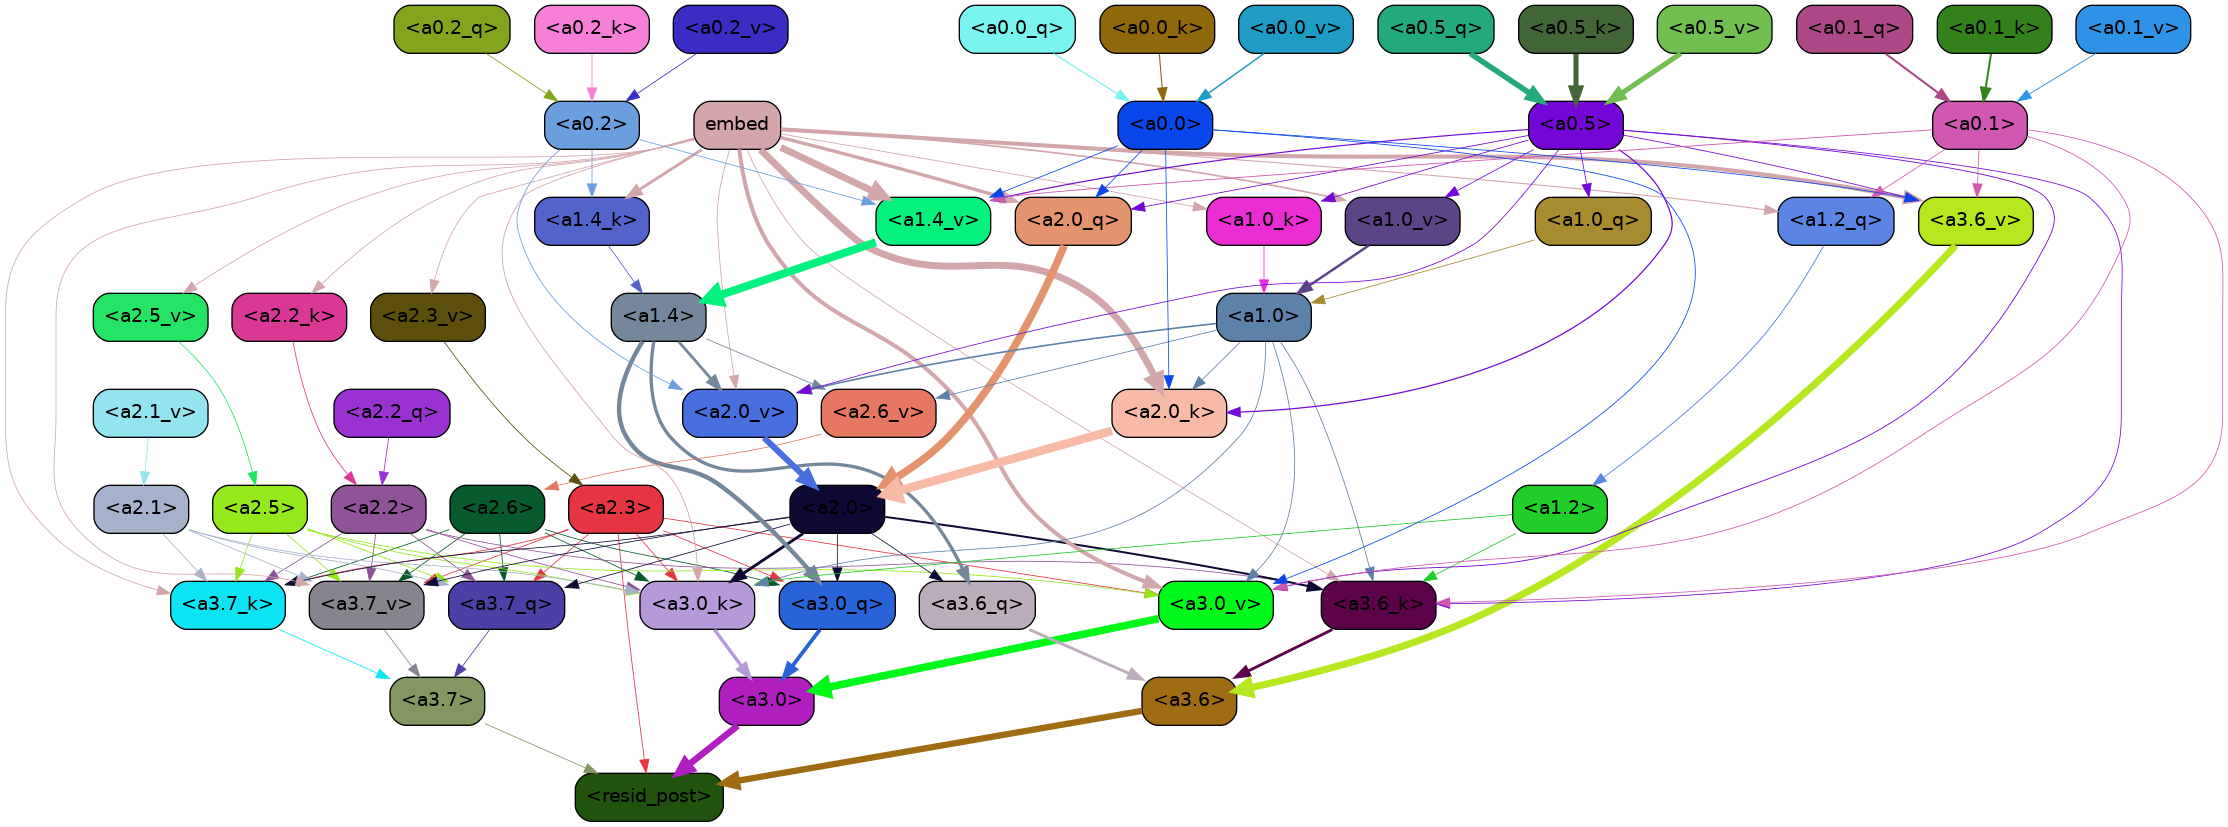 <a0.2_q> <a0.2_k> <a0.2_v> <a0.0_q> <a0.0_k> <a0.0_v> <a0.5_q> <a0.5_k> <a0.5_v> <a0.1_q> <a0.1_k> <a0.1_v>
<a0.2> embed <a0.0> <a0.5> <a0.1>
<a1.4_k> <a1.4_v> <a2.0_q> <a1.0_k> <a1.0_v> <a1.0_q> <a1.2_q> <a3.6_v>
<a2.5_v> <a2.2_k> <a2.3_v> <a1.4> <a1.0>
<a2.1_v> <a2.2_q> <a2.0_v> <a2.6_v> <a2.0_k>
<a2.1> <a2.5> <a2.2> <a2.6> <a2.3> <a2.0> <a1.2>
<a3.7_k> <a3.7_v> <a3.7_q> <a3.0_k> <a3.0_q> <a3.6_q> <a3.0_v> <a3.6_k>
<a3.7> <a3.0> <a3.6>
<resid_post>